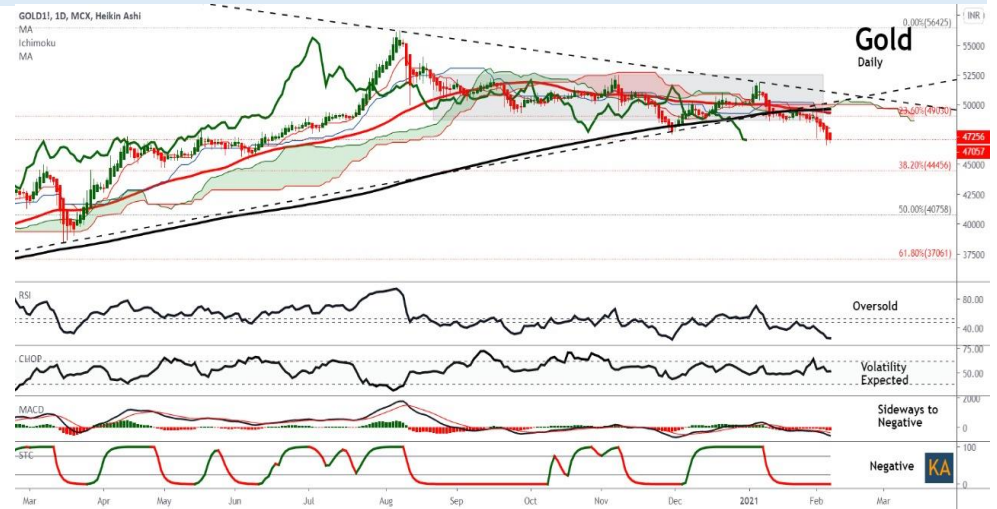 GOLD1!, 1D, MCX, Heikin Ashi
MA
Ichimoku
MA
INR
Gold
Daily
0.00%(56425)
55000
52500
50000
23.60%(49030)
47256
47057
45000
38.20%(44456)
42500
50.00%(40758)
40000
61.80%(37061)
37500
RSI
Oversold
80.00
40.00
CHOP
Volatility
Expected
75.00
50.00
MACD
Sideways to
Negative
2000
0
STC
Negative
KA
100
0
Mar Apr May Jun Jul Aug Sep Oct Nov Dec 2021 Feb Mar